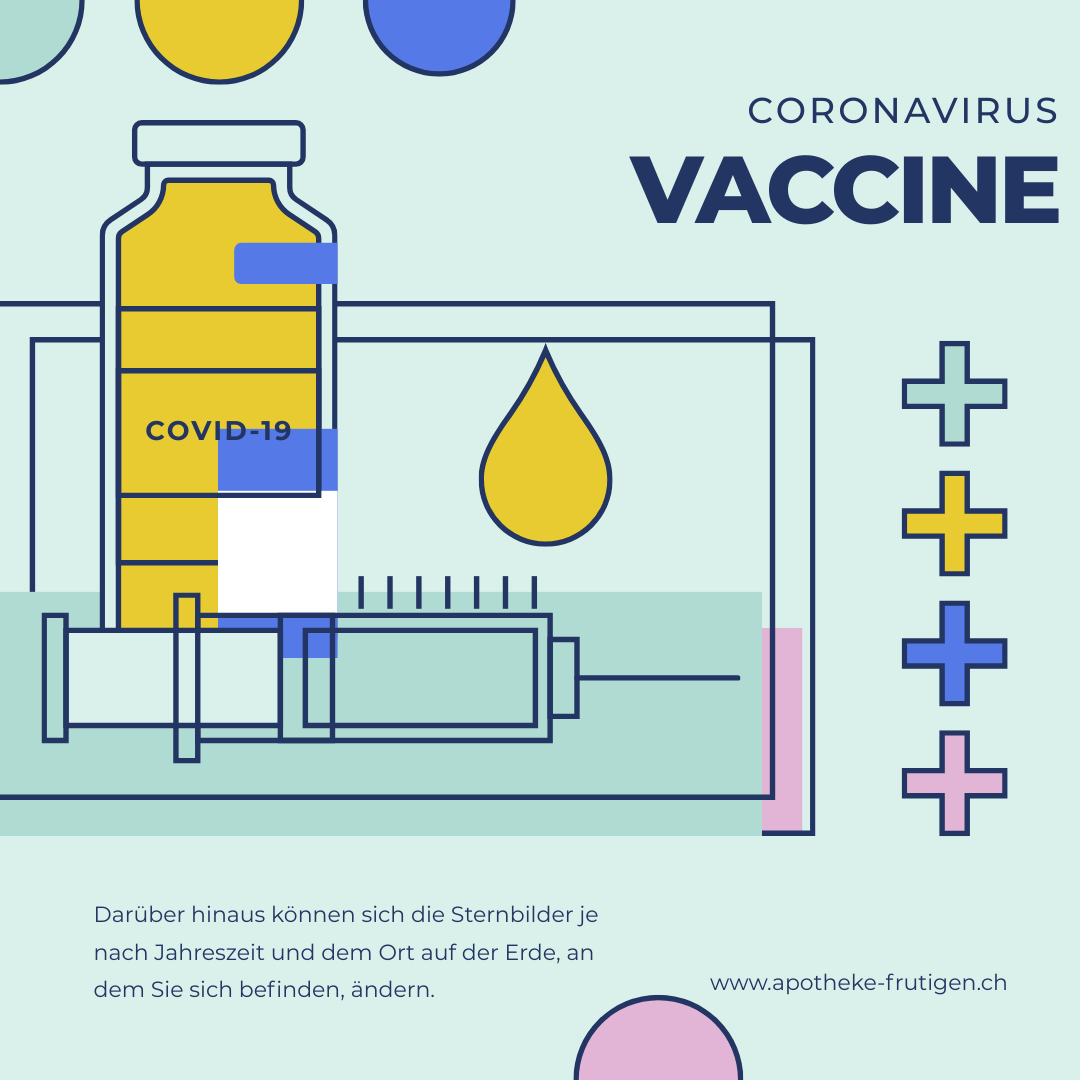 CORONAVIRUS
VACCINE
COVID-19
Darüber hinaus können sich die Sternbilder je
nach Jahreszeit und dem Ort auf der Erde, an
dem Sie sich befinden, ändern.
www.apotheke-frutigen.ch